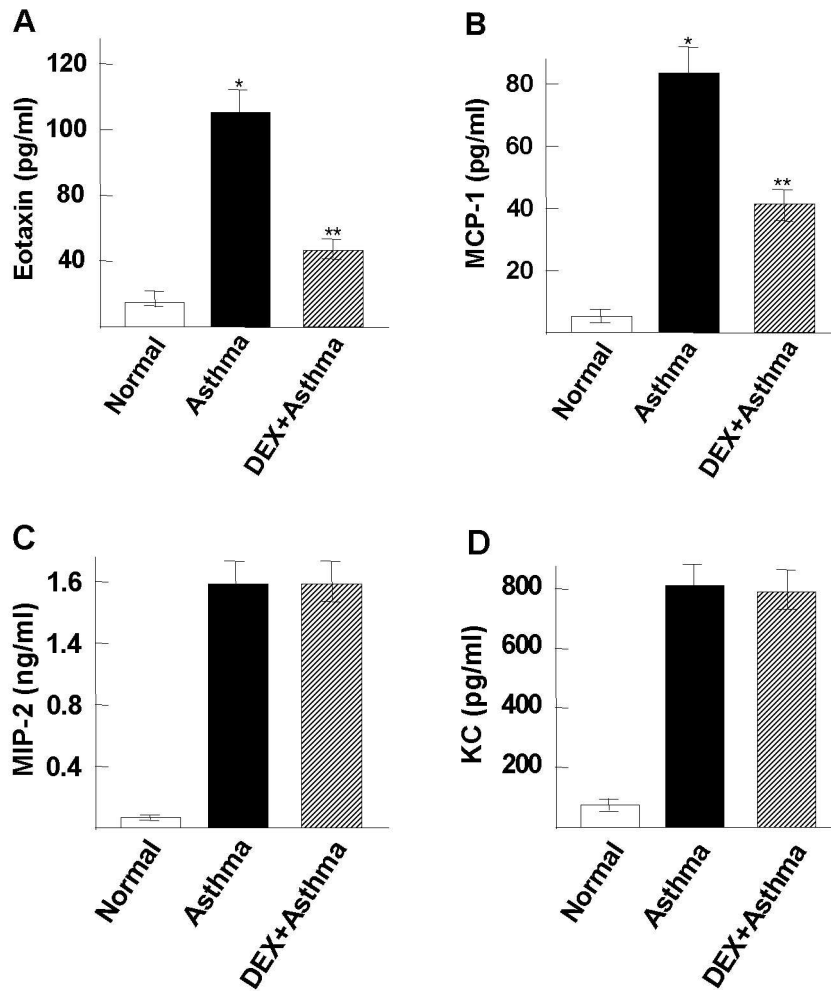 A
Eotaxin (pg/ml)
120
100
80
40
*
**
Normal
Asthma
DEX+Asthma
B
MCP-1 (pg/ml)
80
60
40
20
*
**
Normal
Asthma
DEX+Asthma
C
MIP-2 (ng/ml)
1.6
1.4
0.8
0.4
Normal
Asthma
DEX+Asthma
D
KC (pg/ml)
800
600
400
200
Normal
Asthma
DEX+Asthma